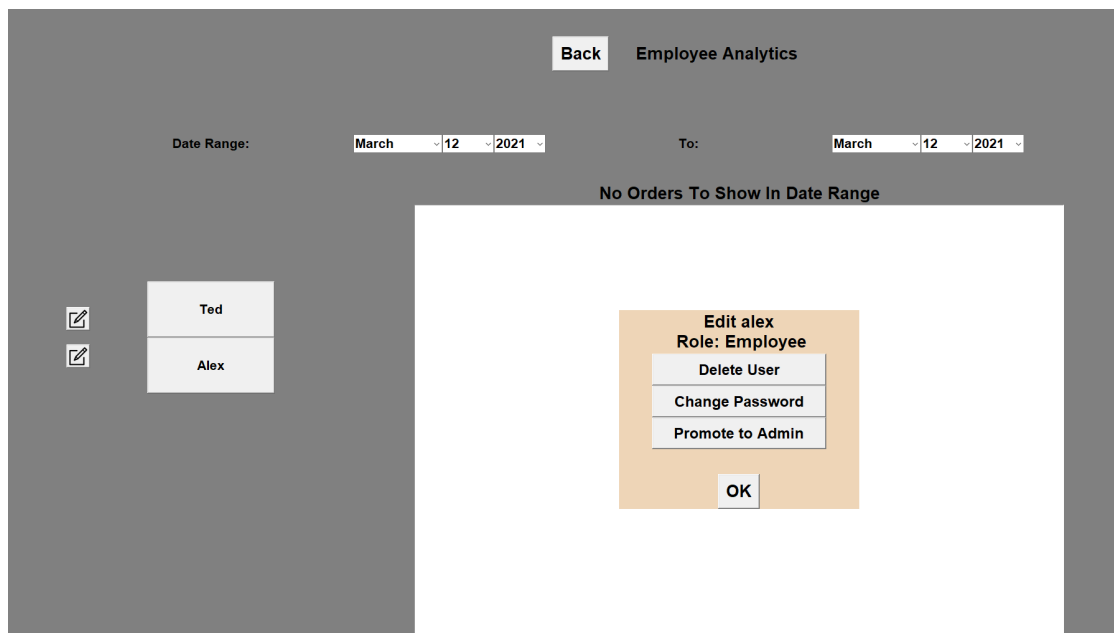 Back Employee Analytics
Date Range: March 12 2021 To: March 12 2021
No Orders To Show In Date Range
Ted
Alex
Edit alex
Role: Employee
Delete User
Change Password
Promote to Admin
OK